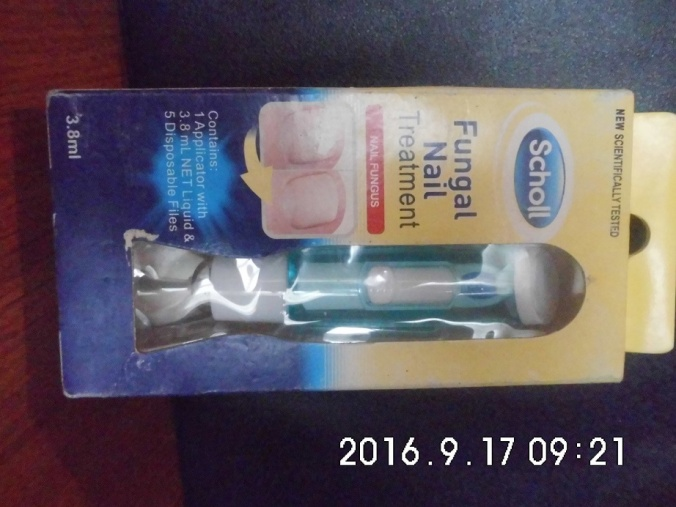 NEW SCIENTIFICALLY TESTED
Scholl
Fungal
Nail
Treatment
NAIL FUNGUS
Contains:
1 Applicator with
3.8 mL NET Liquid &
5 Disposable Files
3.8ml
2016.9.17 09:21